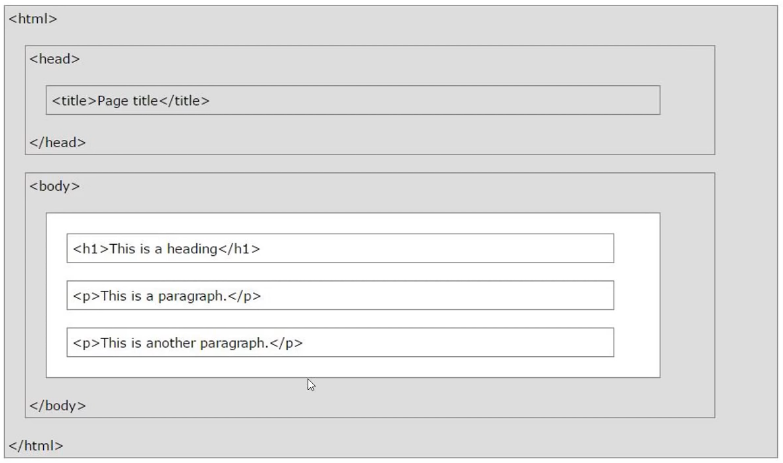 <html>
<head>
<title>Page title</title>
</head>
<body>
<h1>This is a heading</h1>
<p>This is a paragraph.</p>
<p>This is another paragraph.</p>
</body>
</html>